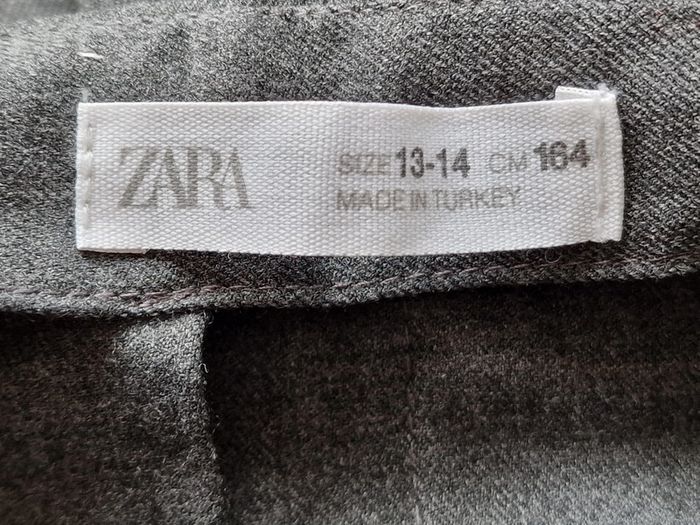 ZARA
SIZE 13-14 CM 164
MADE IN TURKEY